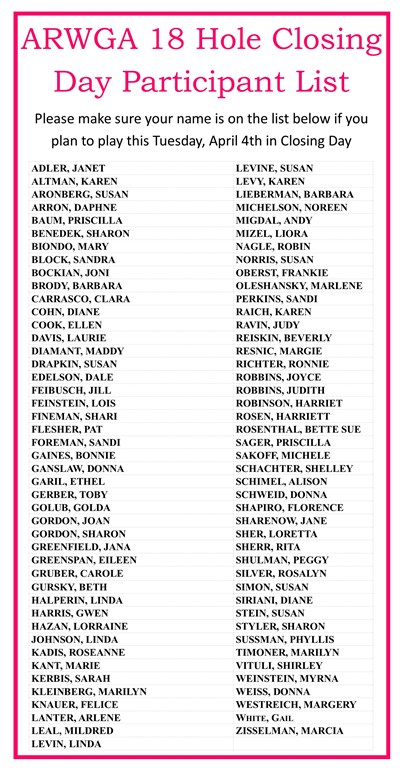 ARWGA 18 Hole Closing
Day Participant List
Please make sure your name is on the list below if you
plan to play this Tuesday, April 4th in Closing Day
ADLER, JANET
ALTMAN, KAREN
ARONBERG, SUSAN
ARRON, DAPHNE
BAUM, PRISCILLA
BENEDEK, SHARON
BIONDO, MARY
BLOCK, SANDRA
BOCKIAN, JONI
BRODY, BARBARA
CARRASCO, CLARA
COHN, DIANE
COOK, ELLEN
DAVIS, LAURIE
DIAMANT, MADDY
DRAPKIN, SUSAN
EDELSON, DALE
FEIBUSCH, JILL
FEINSTEIN, LOIS
FINEMAN, SHARI
FLESHER, PAT
FOREMAN, SANDI
GAINES, BONNIE
GANSLAW, DONNA
GARIL, ETHEL
GERBER, TOBY
GOLUB, GOLDA
GORDON, JOAN
GORDON, SHARON
GREENFIELD, JANA
GREENSPAN, EILEEN
GRUBER, CAROLE
GURSKY, BETH
HALPERIN, LINDA
HARRIS, GWEN
HAZAN, LORRAINE
JOHNSON, LINDA
KADIS, ROSEANNE
KANT, MARIE
KERBIS, SARAH
KLEINBERG, MARILYN
KNAUER, FELICE
LANTER, ARLENE
LEAL, MILDRED
LEVIN, LINDA
LEVINE, SUSAN
LEVY, KAREN
LIEBERMAN, BARBARA
MICHELSON, NOREEN
MIGDAL, ANDY
MIZEL, LIORA
NAGLE, ROBIN
NORRIS, SUSAN
OBERST, FRANKIE
OLESHANSKY, MARLENE
PERKINS, SANDI
RAICH, KAREN
RAVIN, JUDY
REISKIN, BEVERLY
RESNIC, MARGIE
RICHTER, RONNIE
ROBBINS, JOYCE
ROBBINS, JUDITH
ROBINSON, HARRIET
ROSEN, HARRIETT
ROSENTHAL, BETTE SUE
SAGER, PRISCILLA
SAKOFF, MICHELE
SCHACHTER, SHELLEY
SCHIMEL, ALISON
SCHWEID, DONNA
SHAPIRO, FLORENCE
SHARENOW, JANE
SHER, LORETTA
SHERR, RITA
SHULMAN, PEGGY
SILVER, ROSALYN
SIMON, SUSAN
SIRIANI, DIANE
STEIN, SUSAN
STYLER, SHARON
SUSSMAN, PHYLLIS
TIMONER, MARILYN
VITULI, SHIRLEY
WEINSTEIN, MYRNA
WEISS, DONNA
WESTREICH, MARGERY
WHITE, GAIL
ZISSELMAN, MARCIA